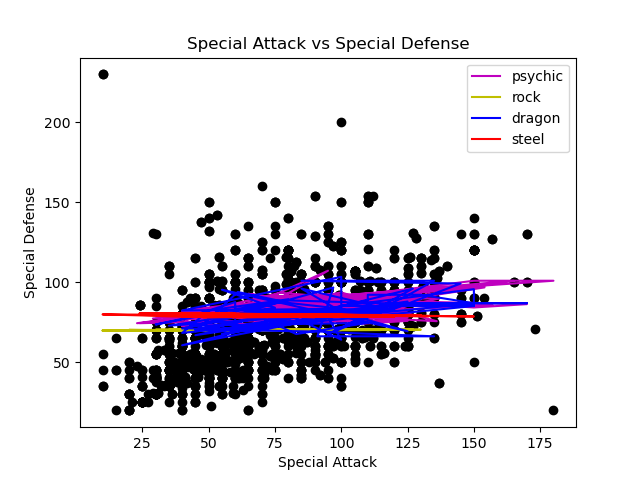 Special Attack vs Special Defense
psychic
rock
dragon
steel
200
150
100
50
Special Defense
25
50
75
100
125
150
175
Special Attack